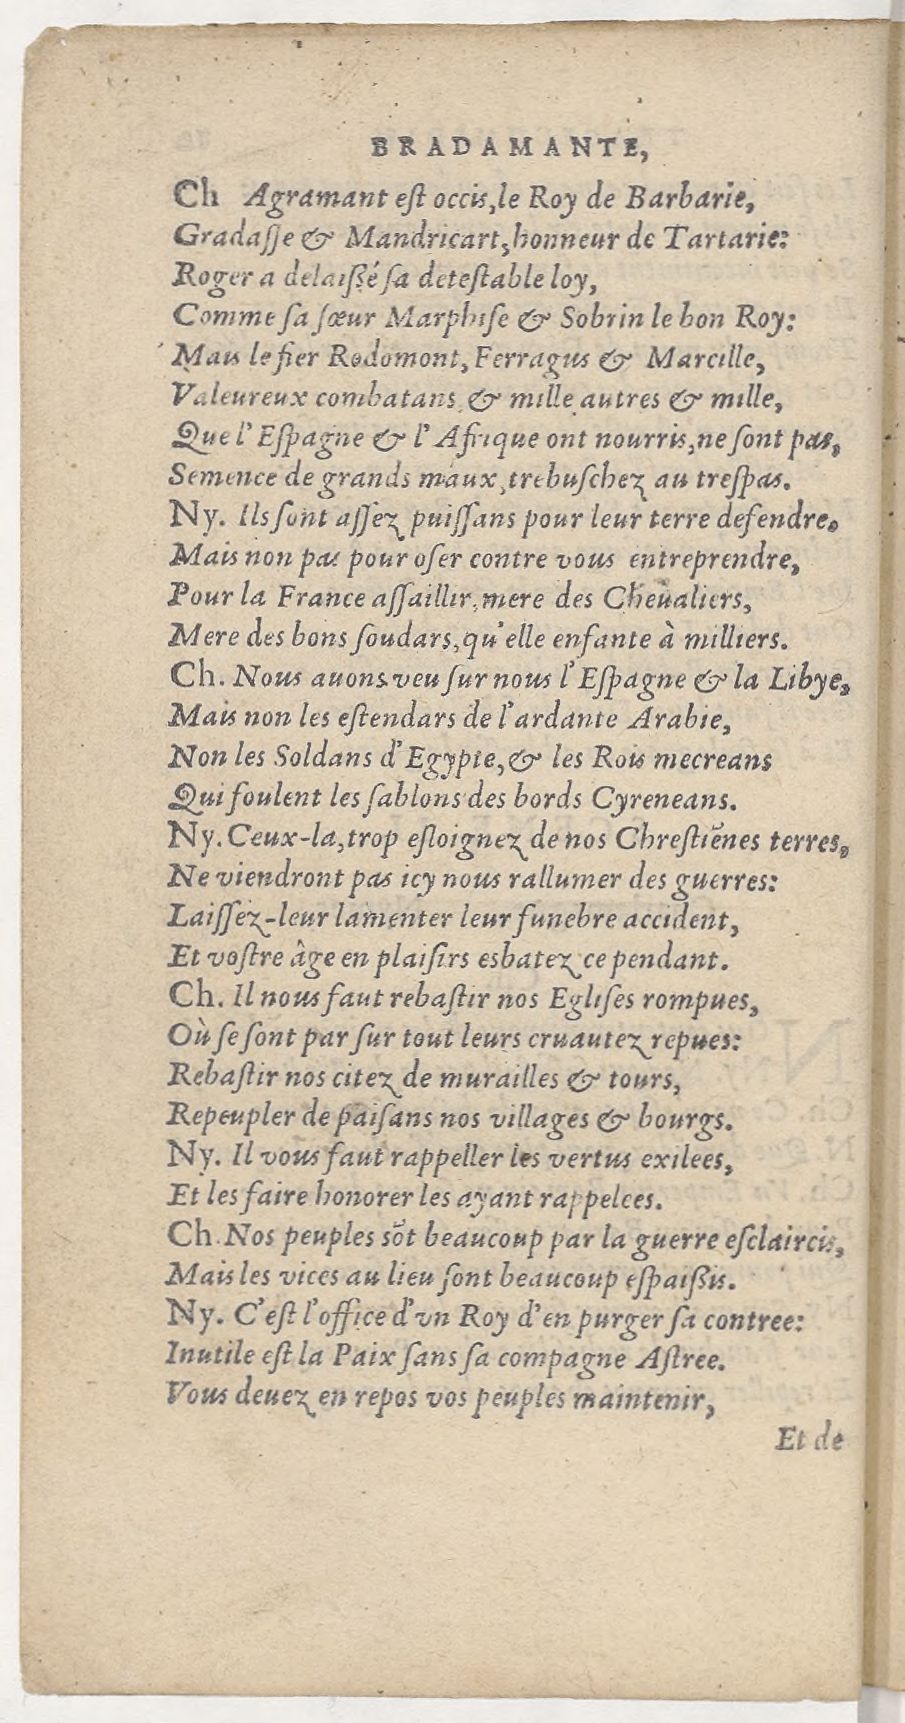 BRADAMANTE,
Ch Agramant est occis, le Roy de Barbarie,
Gradaſſe & Mandricart, honneur de Tartarie:
Roger a delaiſſé ſa deteſtable loy,
Comme ſa ſœur Marphiſe & Sobrin le bon Roy:
Mais le fier Rodomont, Ferragus & Marcille,
Valeureux combatans, & mille autres & mille,
Que l'Eſpagne & l'Afrique ont nourris, ne ſont pas,
Semence de grands maux, trebuſchez au treſpas.
Ny. Ils ſont aſſez puiſſans pour leur terre defendre.
Mais non pas pour oſer contre vous entreprendre,
Pour la France aſſaillir, mere des Cheualiers,
Mere des bons ſoudars, qu'elle enfante à milliers.
Ch. Nous auons veu ſur nous l'Eſpagne & la Libye,
Mais non les eſtendars de l'ardante Arabie,
Non les Soldans d'Egypte, & les Rois mecreans
Qui foulent les ſablons des bords Cyreneans.
Ny. Ceux-la, trop eſloignez de nos Chreſtiẽnes terres,
Ne viendront pas icy nous rallumer des guerres:
Laiſſez-leur lamenter leur funebre accident,
Et voſtre âge en plaiſirs esbatez ce pendant.
Ch. Il nous faut rebaſtir nos Egliſes rompues,
Où ſe ſont par ſur tout leurs cruautez repues:
Rebaſtir nos citez de murailles & tours,
Repeupler de païſans nos villages & bourgs.
Ny. Il vous faut rappeller les vertus exilees,
Et les faire honorer les ayant rappelees.
Ch. Nos peuples sõt beaucoup par la guerre eſclaircis,
Mais les vices au lieu ſont beaucoup eſpaiſſis.
Ny. C'eſt l'office d'vn Roy d'en purger ſa contree:
Inutile eſt la Paix ſans ſa compagne Aſtree.
Vous deuez en repos vos peuples maintenir,
Et de